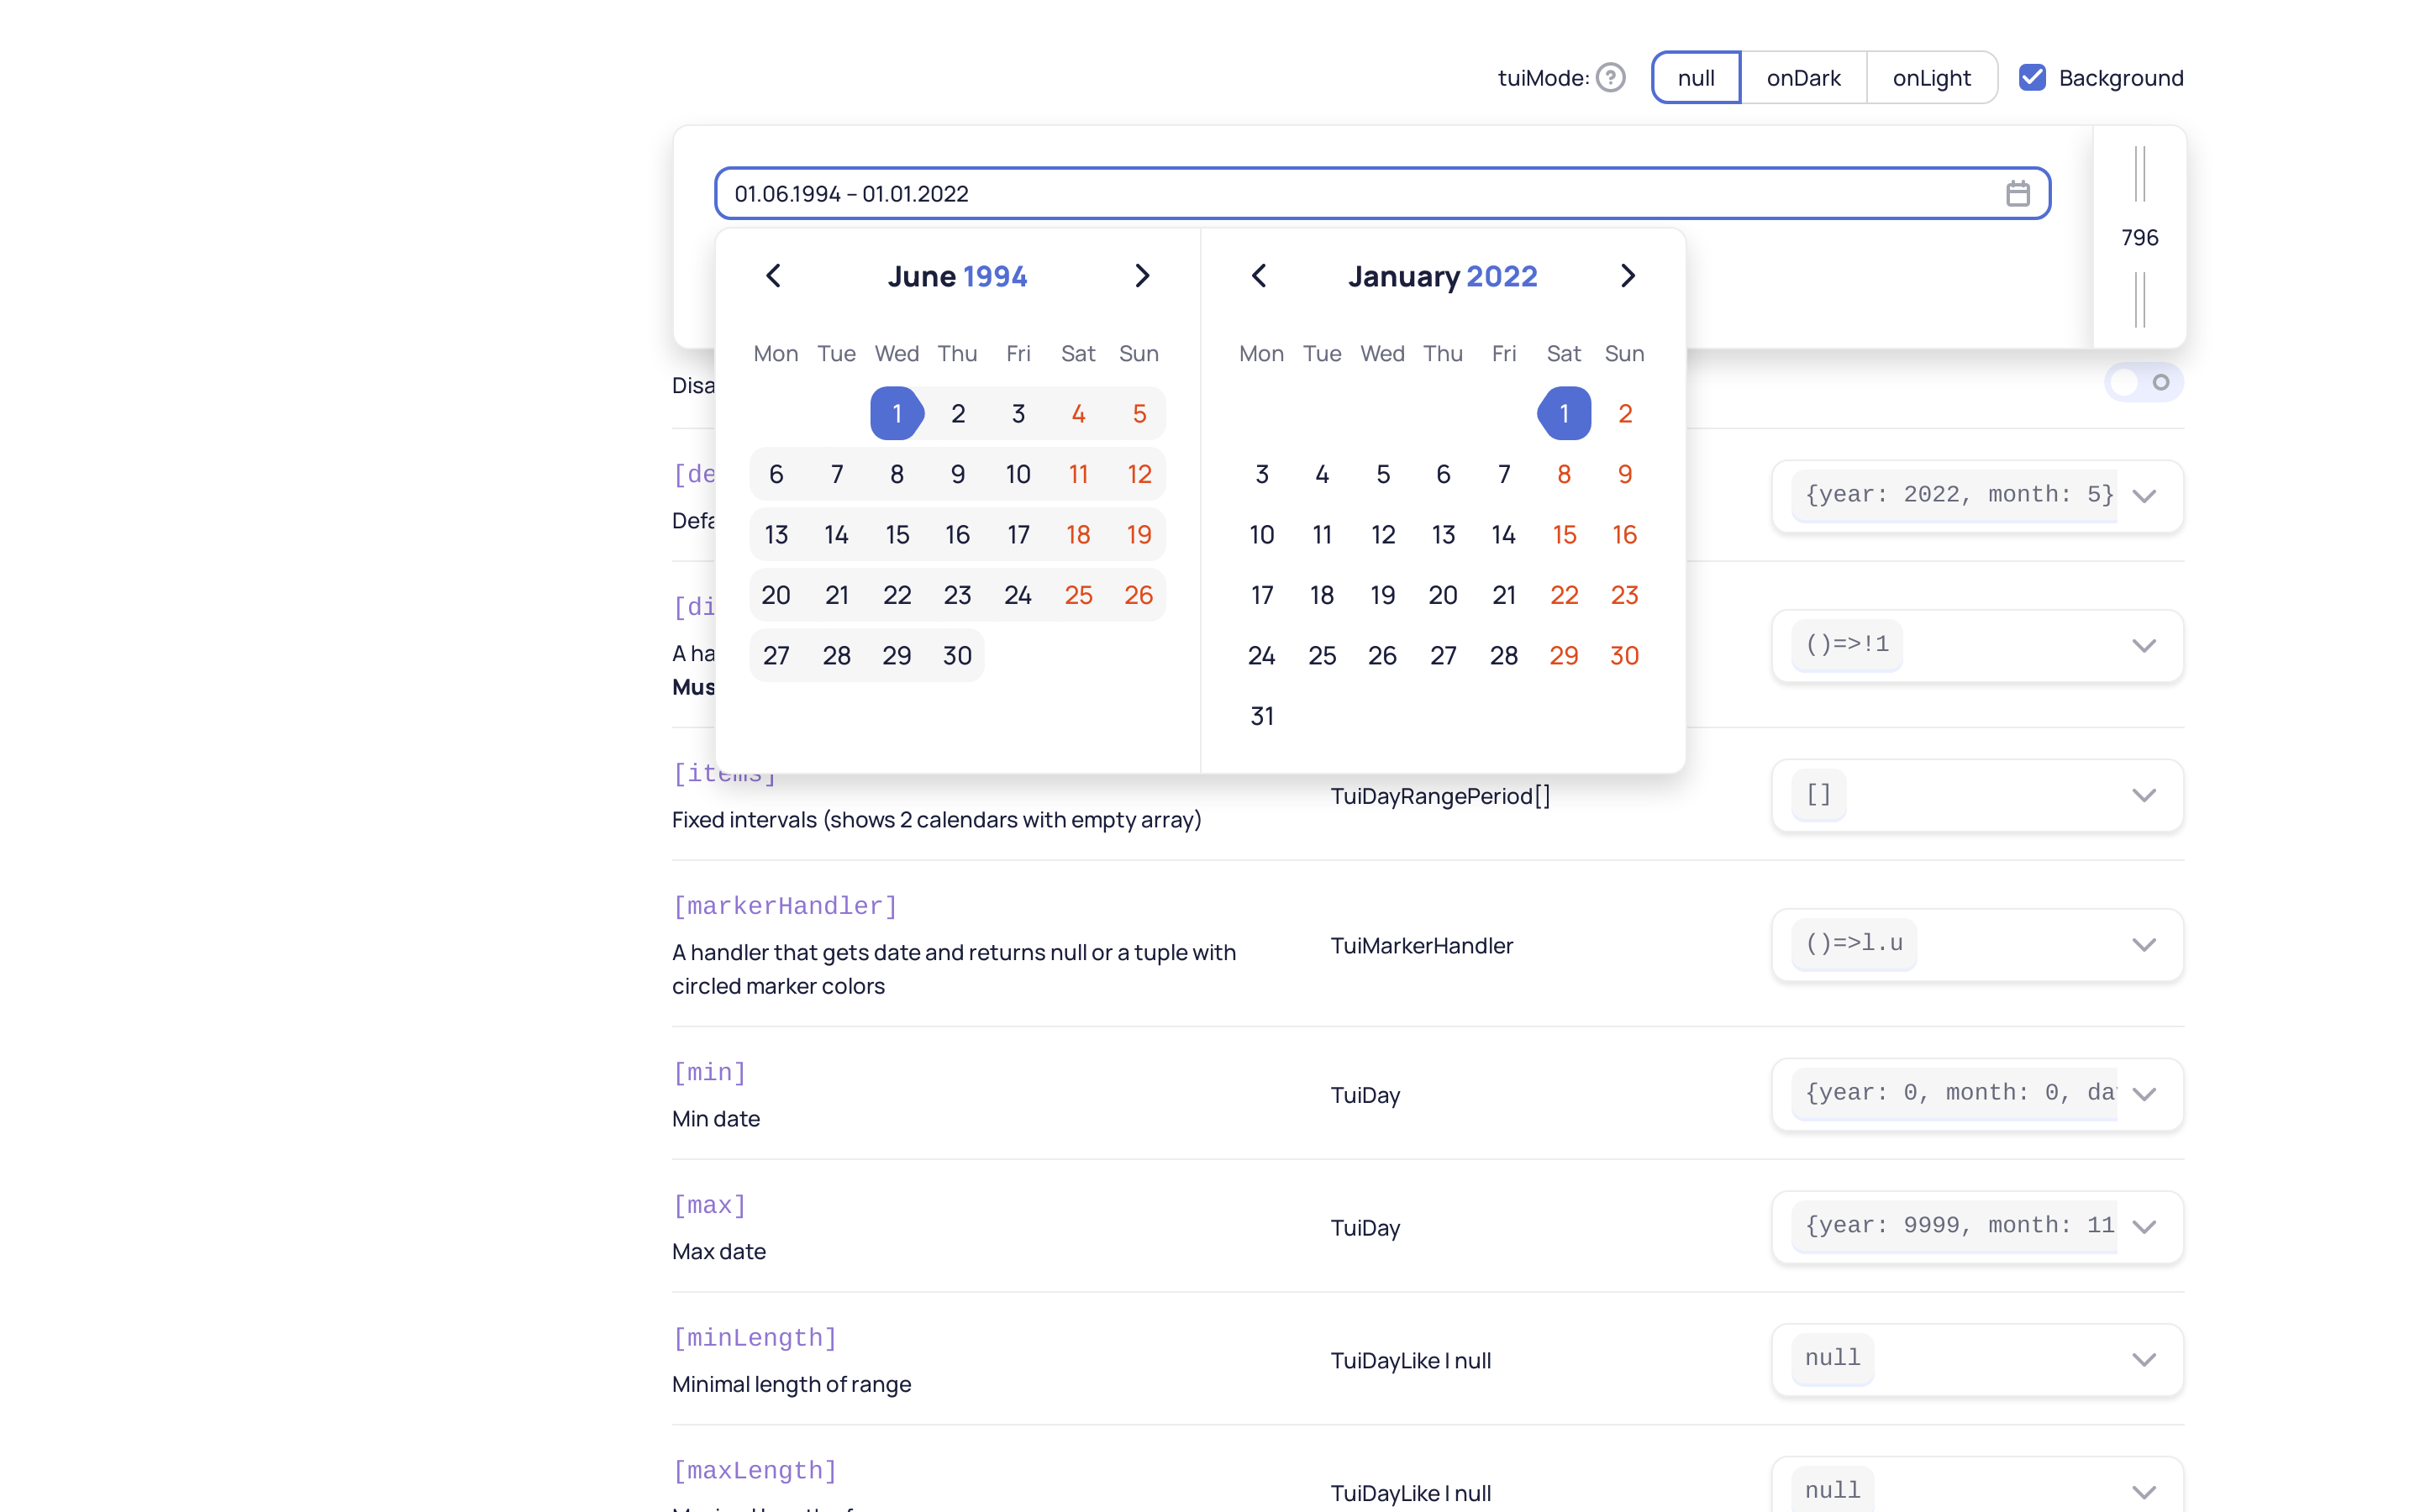 tuiMode: ? null onDark onLight Background
01.06.1994 – 01.01.2022
796
June 1994
Mon Tue Wed Thu Fri Sat Sun
1 2 3 4 5
6 7 8 9 10 11 12
13 14 15 16 17 18 19
20 21 22 23 24 25 26
27 28 29 30
January 2022
Mon Tue Wed Thu Fri Sat Sun
1 2
3 4 5 6 7 8 9
10 11 12 13 14 15 16
17 18 19 20 21 22 23
24 25 26 27 28 29 30
31
Disa
[de
Defa
{year: 2022, month: 5}
[di
A ha
Mus
()=>!1
[items]
Fixed intervals (shows 2 calendars with empty array)
TuiDayRangePeriod[]
[]
[markerHandler]
A handler that gets date and returns null or a tuple with
circled marker colors
TuiMarkerHandler
()=>l.u
[min]
Min date
TuiDay
{year: 0, month: 0, da
[max]
Max date
TuiDay
{year: 9999, month: 11
[minLength]
Minimal length of range
TuiDayLike | null
null
[maxLength]
TuiDayLike | null
null